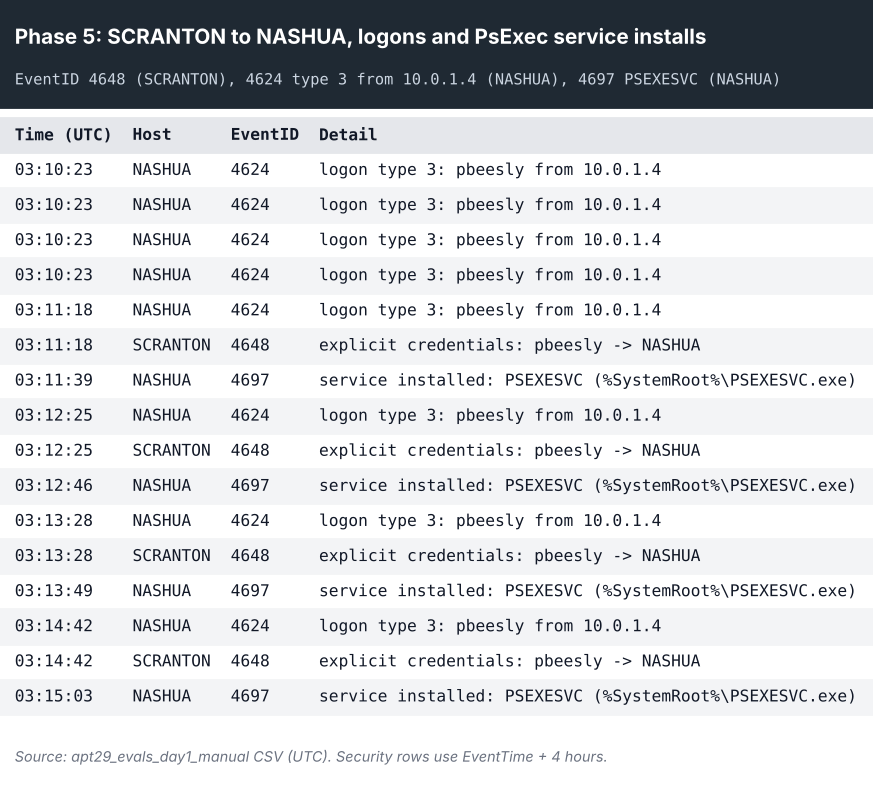 Phase 5: SCRANTON to NASHUA, logons and PsExec service installs
EventID 4648 (SCRANTON), 4624 type 3 from 10.0.1.4 (NASHUA), 4697 PSEXESVC (NASHUA)
Time (UTC) Host EventID Detail
03:10:23 NASHUA 4624 logon type 3: pbeesly from 10.0.1.4
03:10:23 NASHUA 4624 logon type 3: pbeesly from 10.0.1.4
03:10:23 NASHUA 4624 logon type 3: pbeesly from 10.0.1.4
03:10:23 NASHUA 4624 logon type 3: pbeesly from 10.0.1.4
03:11:18 NASHUA 4624 logon type 3: pbeesly from 10.0.1.4
03:11:18 SCRANTON 4648 explicit credentials: pbeesly -> NASHUA
03:11:39 NASHUA 4697 service installed: PSEXESVC (%SystemRoot%\PSEXESVC.exe)
03:12:25 NASHUA 4624 logon type 3: pbeesly from 10.0.1.4
03:12:25 SCRANTON 4648 explicit credentials: pbeesly -> NASHUA
03:12:46 NASHUA 4697 service installed: PSEXESVC (%SystemRoot%\PSEXESVC.exe)
03:13:28 NASHUA 4624 logon type 3: pbeesly from 10.0.1.4
03:13:28 SCRANTON 4648 explicit credentials: pbeesly -> NASHUA
03:13:49 NASHUA 4697 service installed: PSEXESVC (%SystemRoot%\PSEXESVC.exe)
03:14:42 NASHUA 4624 logon type 3: pbeesly from 10.0.1.4
03:14:42 SCRANTON 4648 explicit credentials: pbeesly -> NASHUA
03:15:03 NASHUA 4697 service installed: PSEXESVC (%SystemRoot%\PSEXESVC.exe)
Source: apt29_evals_day1_manual CSV (UTC). Security rows use EventTime + 4 hours.